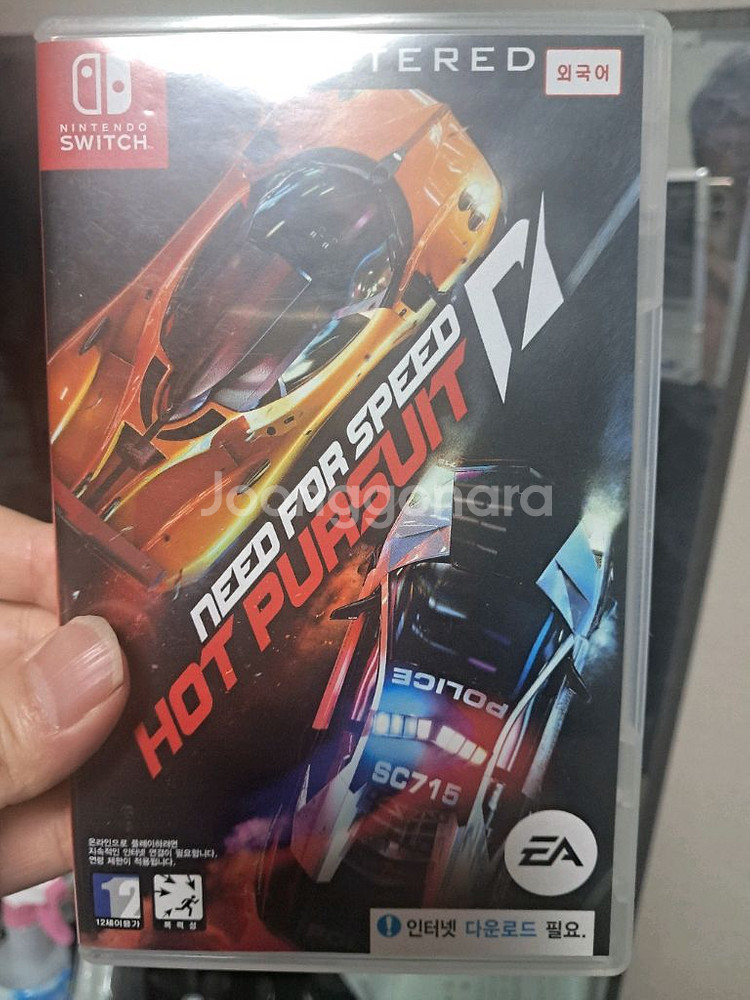 TERED
외국어
NINTENDO
SWITCH
NEED FOR SPEED
HOT PURSUIT
Joonggonara
POLICE
SC715
온라인으로 플레이하려면
지속적인 인터넷 연결이 필요합니다.
연령 제한이 적용됩니다.
12
12세이용가
폭력성
EA
! 인터넷 다운로드 필요.